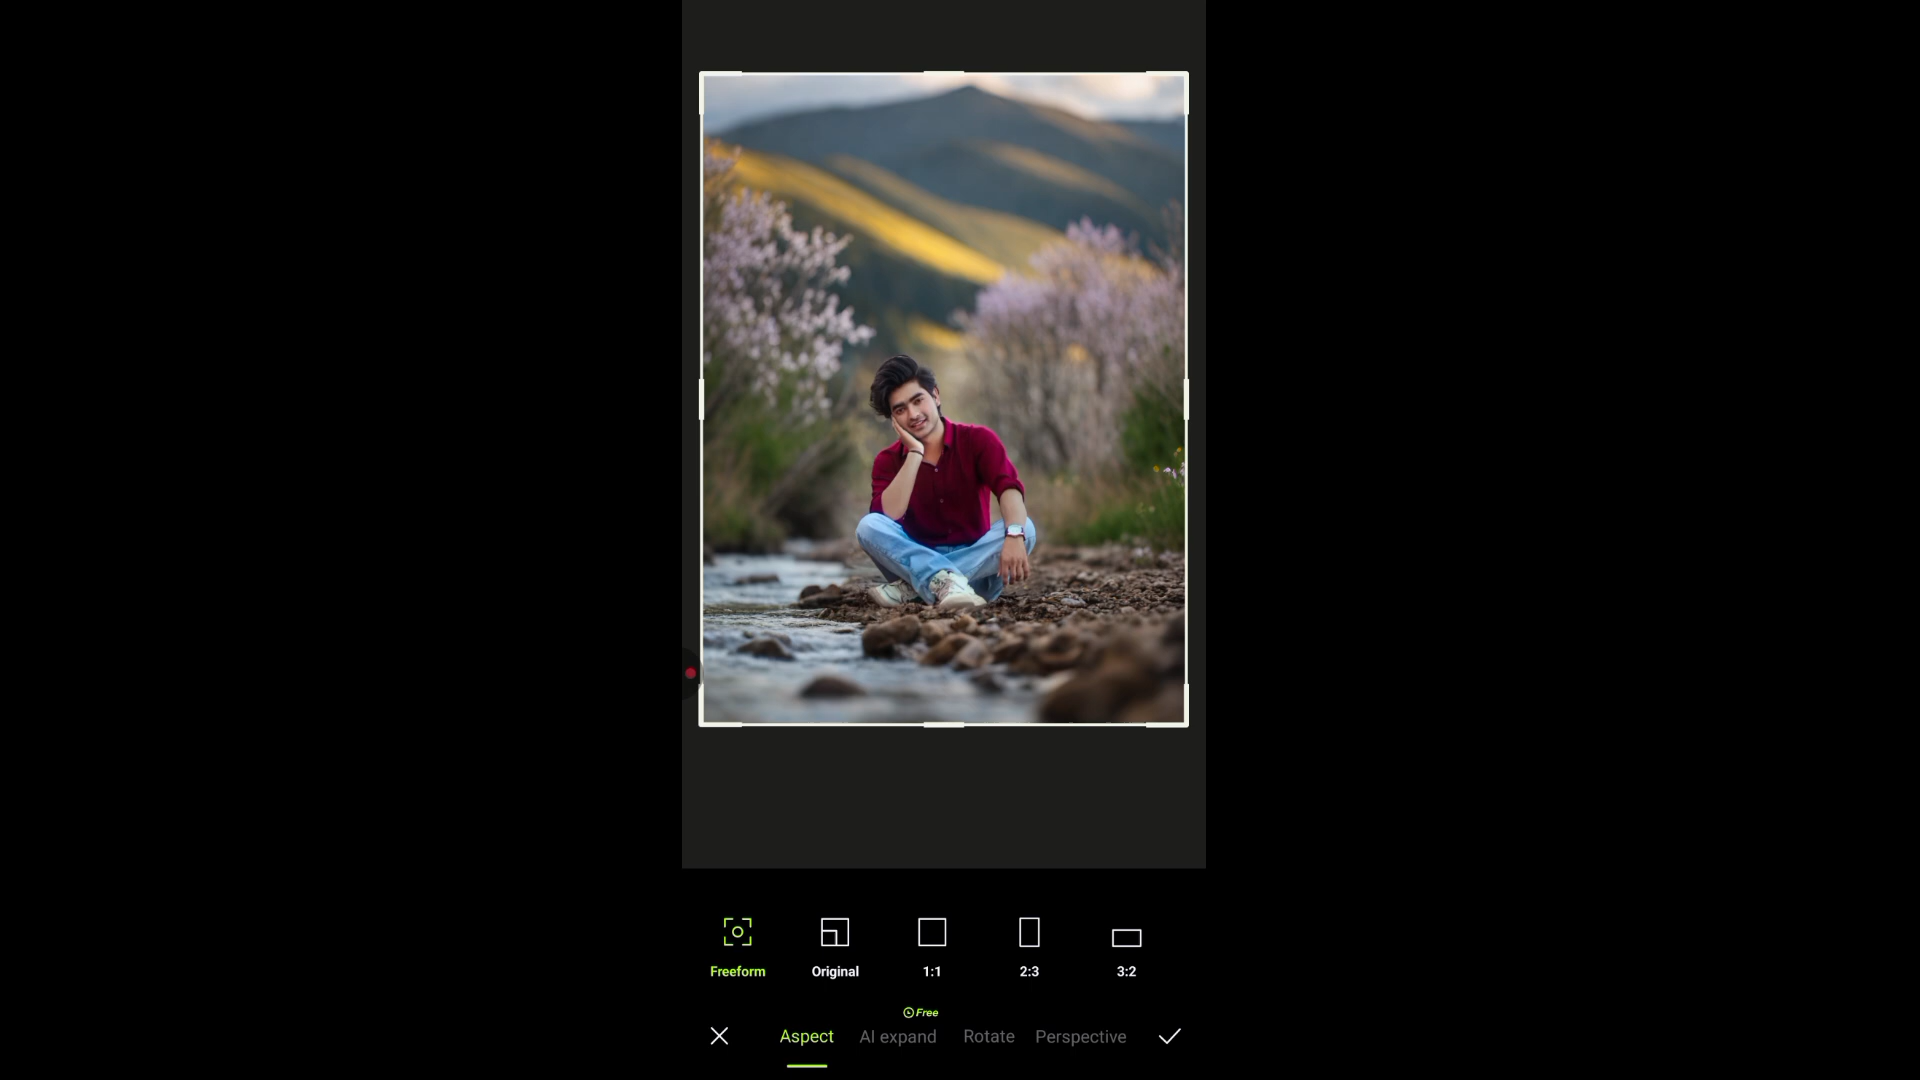 Freeform Original 1:1 2:3 3:2
Free
Aspect AI expand Rotate Perspective